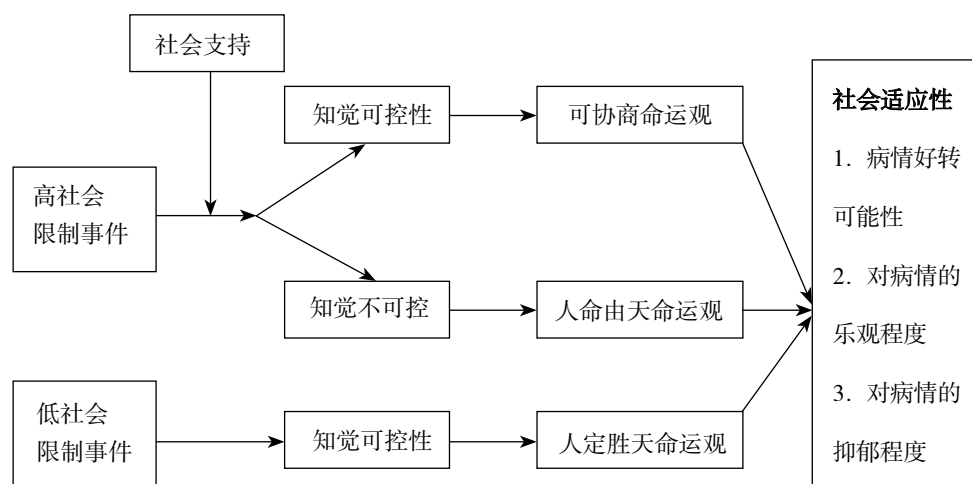 社会支持
知觉可控性
可协商命运观
高社会
限制事件
知觉不可控
人命由天命运观
低社会
限制事件
知觉可控性
人定胜天命运观
社会适应性
1. 病情好转
可能性
2. 对病情的
乐观程度
3. 对病情的
抑郁程度